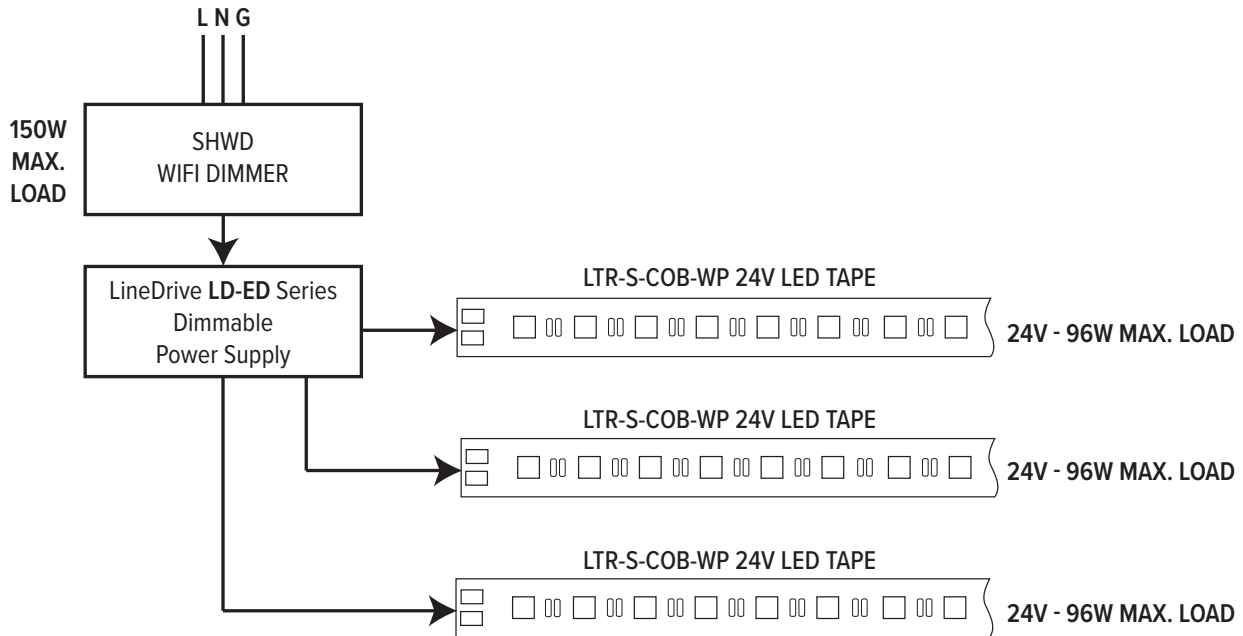 L N G
150W
MAX.
LOAD
SHWD
WIFI DIMMER
LineDrive LD-ED Series
Dimmable
Power Supply
LTR-S-COB-WP 24V LED TAPE
24V - 96W MAX. LOAD
LTR-S-COB-WP 24V LED TAPE
24V - 96W MAX. LOAD
LTR-S-COB-WP 24V LED TAPE
24V - 96W MAX. LOAD